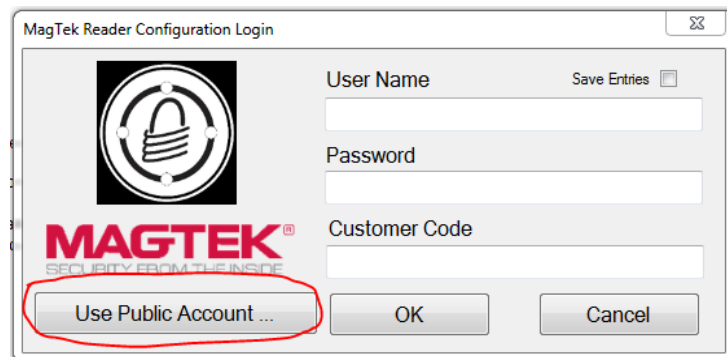 MagTek Reader Configuration Login
User Name
Save Entries
Password
Customer Code
MAGTEK®
SECURITY FROM THE INSIDE
Use Public Account ...
OK
Cancel